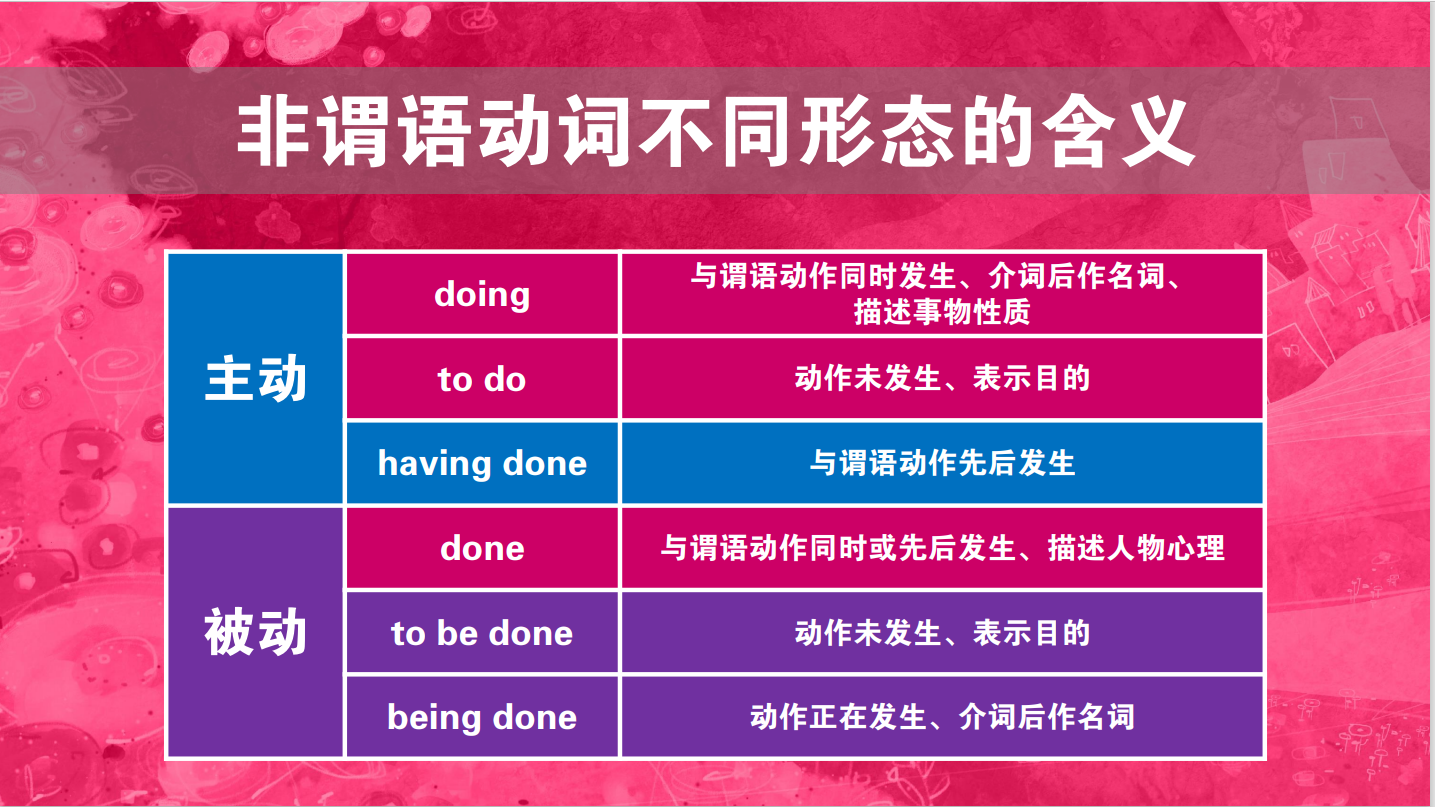 非谓语动词不同形态的含义
主动
doing
与谓语动作同时发生、介词后作名词、
描述事物性质
to do
动作未发生、表示目的
having done
与谓语动作先后发生
被动
done
与谓语动作同时或先后发生、描述人物心理
to be done
动作未发生、表示目的
being done
动作正在发生、介词后作名词